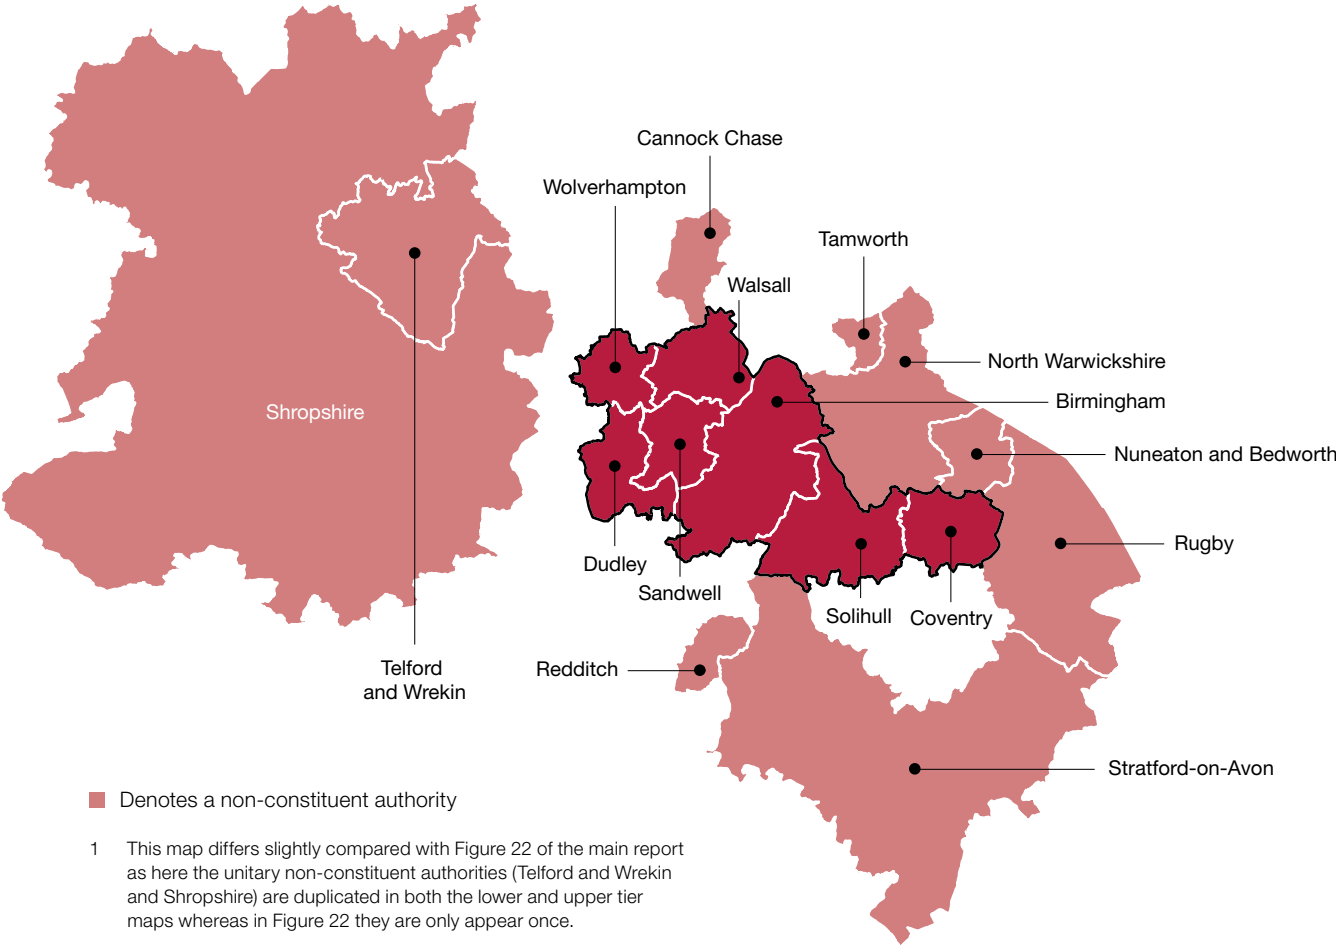 Cannock Chase
Wolverhampton
Tamworth
Walsall
North Warwickshire
Birmingham
Shropshire
Nuneaton and Bedworth
Rugby
Dudley
Sandwell
Solihull
Coventry
Telford
and Wrekin
Redditch
Stratford-on-Avon
Denotes a non-constituent authority
1 This map differs slightly compared with Figure 22 of the main report
as here the unitary non-constituent authorities (Telford and Wrekin
and Shropshire) are duplicated in both the lower and upper tier
maps whereas in Figure 22 they are only appear once.